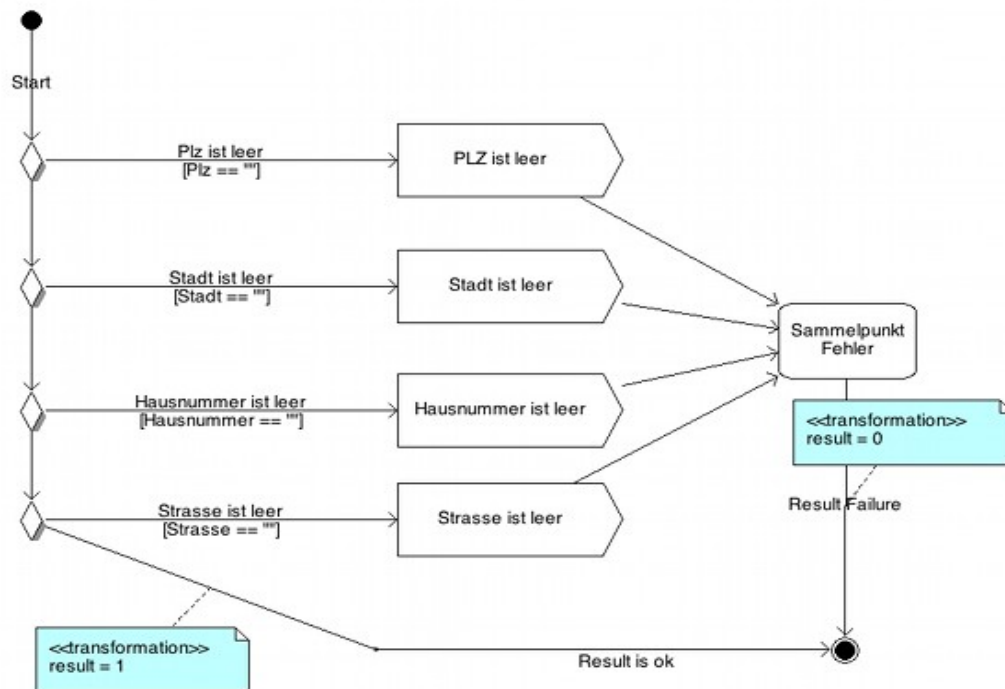 Start
Plz ist leer
[Plz == ""]
PLZ ist leer
Stadt ist leer
[Stadt == ""]
Stadt ist leer
Sammelpunkt
Fehler
Hausnummer ist leer
[Hausnummer == ""]
Hausnummer ist leer
<<transformation>>
result = 0
Strasse ist leer
[Strasse == ""]
Strasse ist leer
Result Failure
<<transformation>>
result = 1
Result is ok